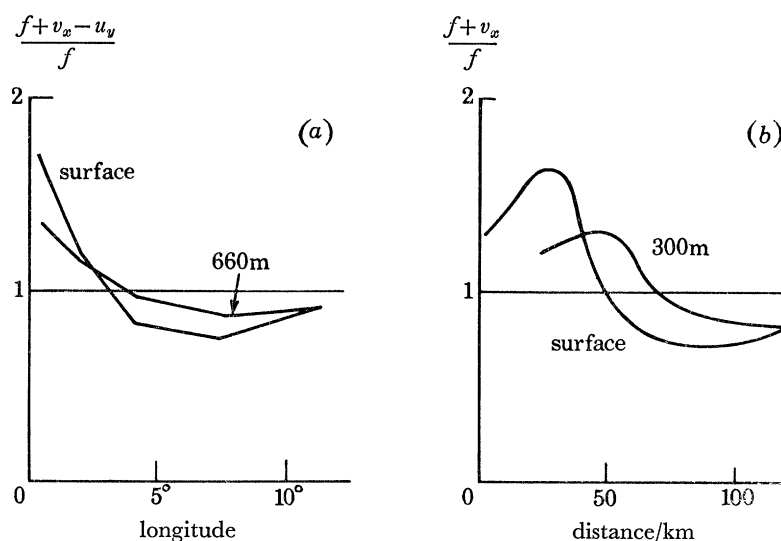 f + v_x − u_y
f
2
(a)
surface
660m
1
0
5°
10°
longitude
f + v_x
f
2
(b)
300m
1
surface
0
50
100
distance/km